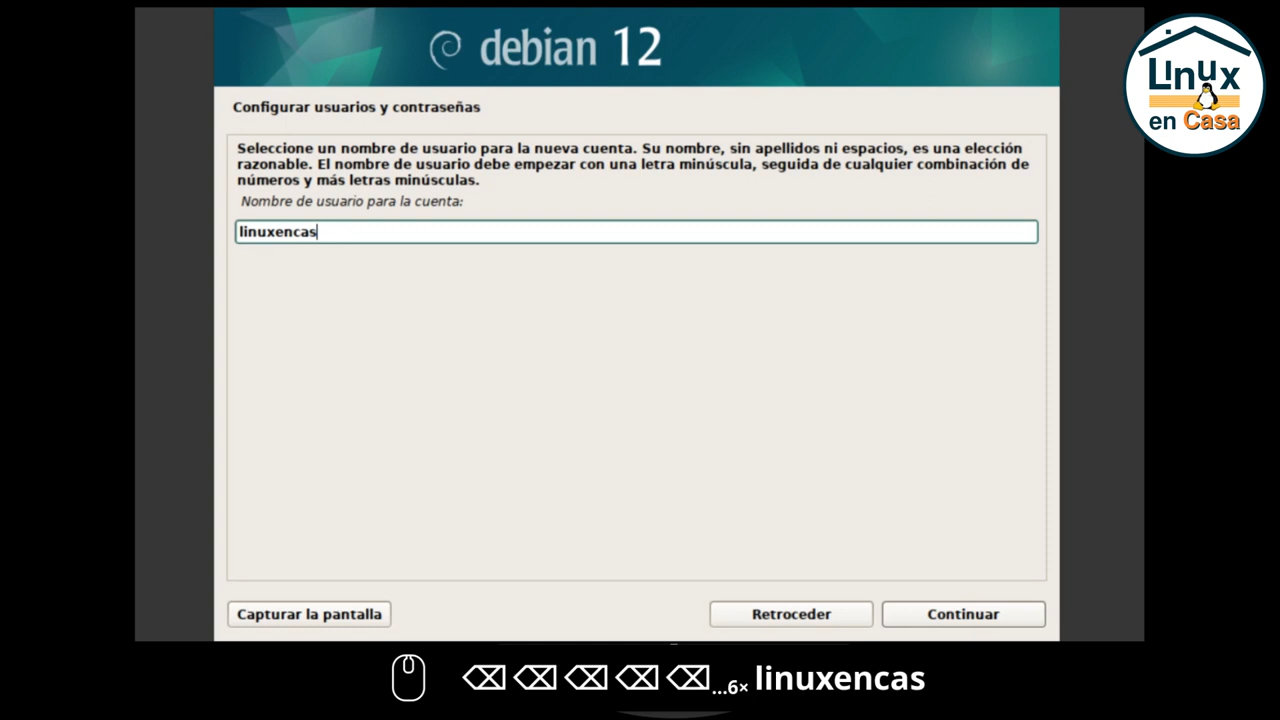 debian 12
Linux
en Casa
Configurar usuarios y contraseñas
Seleccione un nombre de usuario para la nueva cuenta. Su nombre, sin apellidos ni espacios, es una elección
razonable. El nombre de usuario debe empezar con una letra minúscula, seguida de cualquier combinación de
números y más letras minúsculas.
Nombre de usuario para la cuenta:
linuxencas
Capturar la pantalla
Retroceder
Continuar
⌫⌫⌫⌫⌫...6× linuxencas